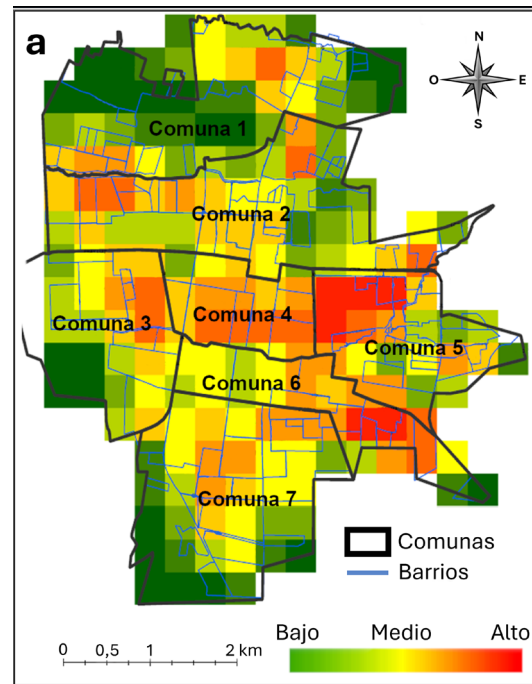 a
N
O E
S
Comuna 1
Comuna 2
Comuna 3
Comuna 4
Comuna 5
Comuna 6
Comuna 7
Comunas
Barrios
0 0,5 1 2 km
Bajo Medio Alto